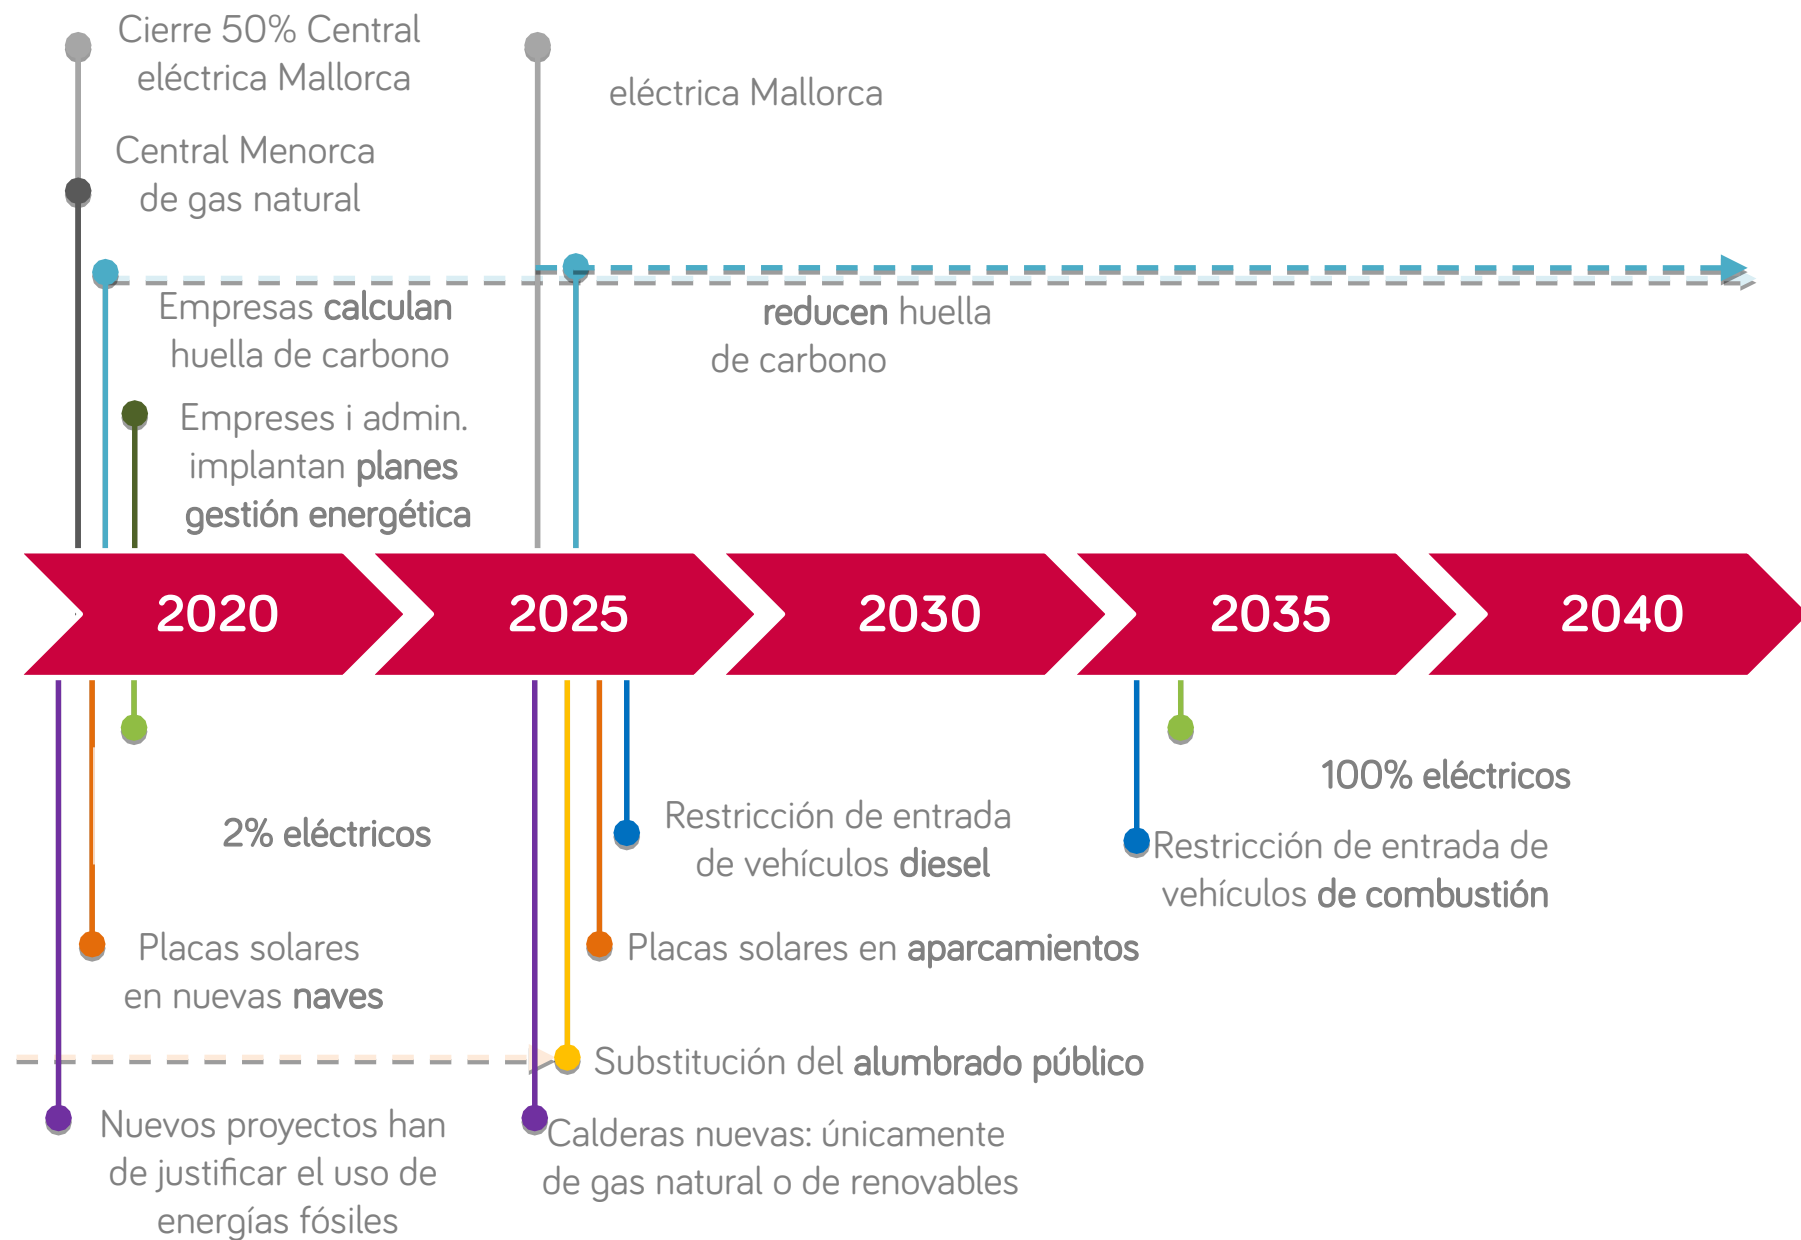 Cierre 50% Central
eléctrica Mallorca
eléctrica Mallorca
Central Menorca
de gas natural
Empresas calculan
huella de carbono
reducen huella
de carbono
Empreses i admin.
implantan planes
gestión energética
2020
2025
2030
2035
2040
2% eléctricos
100% eléctricos
Restricción de entrada
de vehículos diesel
Restricción de entrada de
vehículos de combustión
Placas solares
en nuevas naves
Placas solares en aparcamientos
Substitución del alumbrado público
Nuevos proyectos han
de justificar el uso de
energías fósiles
Calderas nuevas: únicamente
de gas natural o de renovables